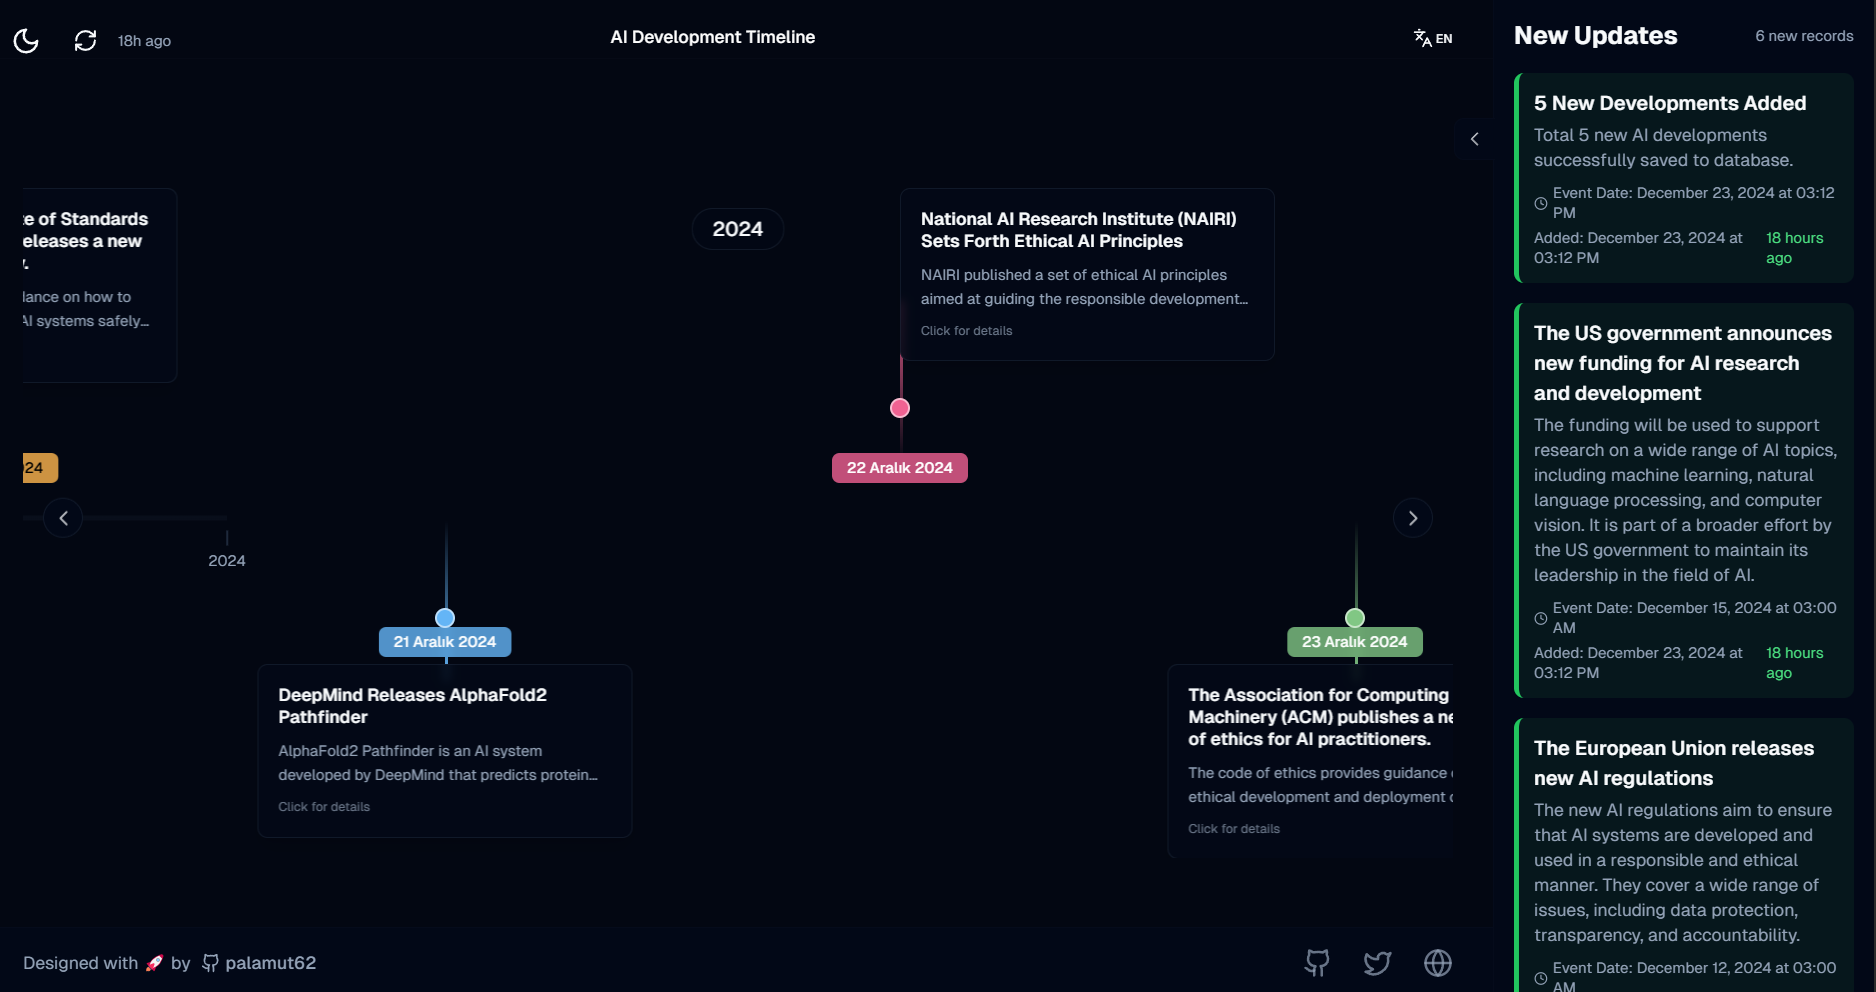 18h ago
AI Development Timeline
EN
e of Standards
eleases a new
y.
lance on how to
AI systems safely...
24
2024
2024
National AI Research Institute (NAIRI)
Sets Forth Ethical AI Principles
NAIRI published a set of ethical AI principles
aimed at guiding the responsible development...
Click for details
22 Aralık 2024
21 Aralık 2024
DeepMind Releases AlphaFold2
Pathfinder
AlphaFold2 Pathfinder is an AI system
developed by DeepMind that predicts protein...
Click for details
23 Aralık 2024
The Association for Computing
Machinery (ACM) publishes a ne
of ethics for AI practitioners.
The code of ethics provides guidance
ethical development and deployment
Click for details
Designed with 🚀 by palamut62
New Updates
6 new records
5 New Developments Added
Total 5 new AI developments
successfully saved to database.
Event Date: December 23, 2024 at 03:12
PM
Added: December 23, 2024 at
03:12 PM
18 hours
ago
The US government announces
new funding for AI research
and development
The funding will be used to support
research on a wide range of AI topics,
including machine learning, natural
language processing, and computer
vision. It is part of a broader effort by
the US government to maintain its
leadership in the field of AI.
Event Date: December 15, 2024 at 03:00
AM
Added: December 23, 2024 at
03:12 PM
18 hours
ago
The European Union releases
new AI regulations
The new AI regulations aim to ensure
that AI systems are developed and
used in a responsible and ethical
manner. They cover a wide range of
issues, including data protection,
transparency, and accountability.
Event Date: December 12, 2024 at 03:00
AM